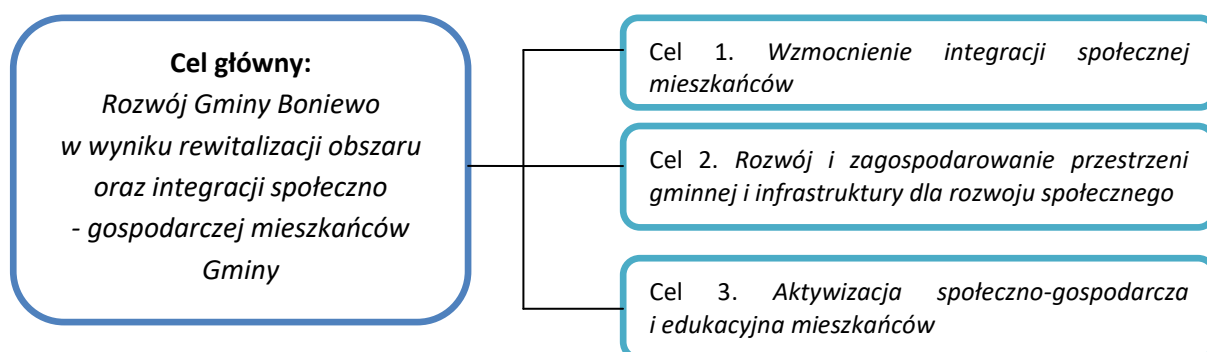 Cel główny:
Rozwój Gminy Boniewo
w wyniku rewitalizacji obszaru
oraz integracji społeczno
- gospodarczej mieszkańców
Gminy
Cel 1. Wzmocnienie integracji społecznej
mieszkańców
Cel 2. Rozwój i zagospodarowanie przestrzeni
gminnej i infrastruktury dla rozwoju społecznego
Cel 3. Aktywizacja społeczno-gospodarcza
i edukacyjna mieszkańców